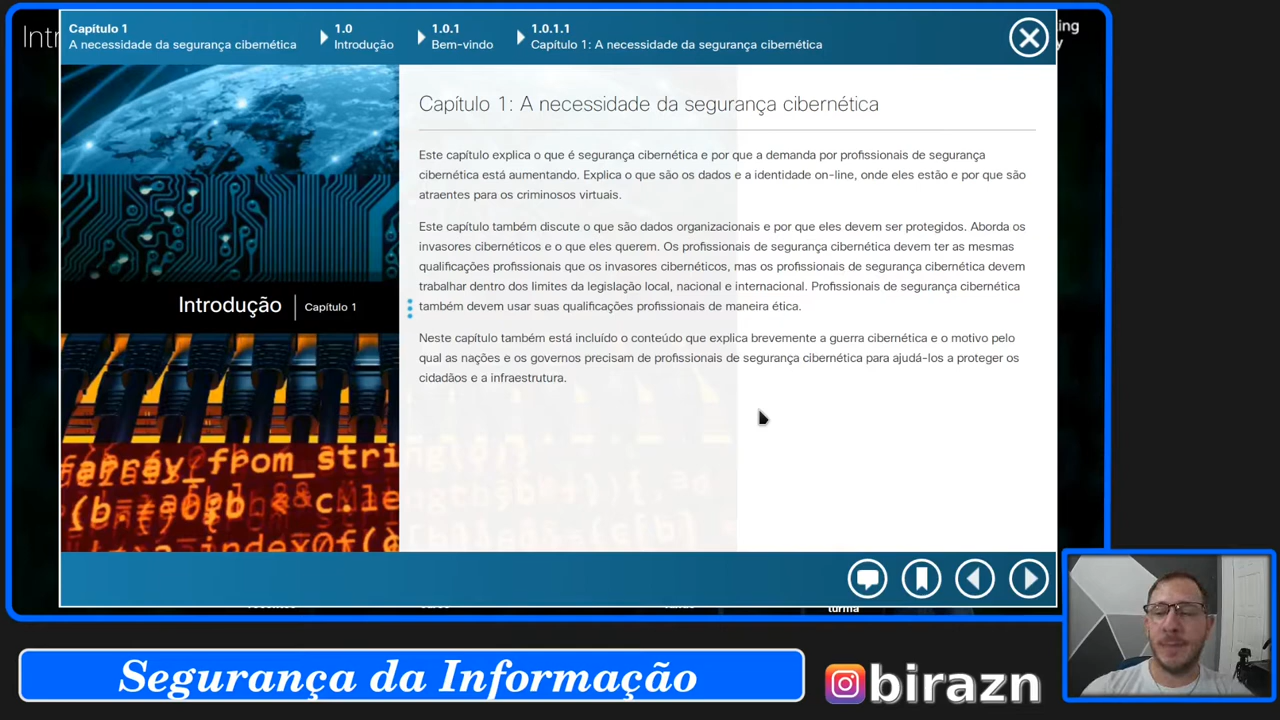 Intr
king
y
Capítulo 1
A necessidade da segurança cibernética
1.0
Introdução
1.0.1
Bem-vindo
1.0.1.1
Capítulo 1: A necessidade da segurança cibernética
Capítulo 1: A necessidade da segurança cibernética
Este capítulo explica o que é segurança cibernética e por que a demanda por profissionais de segurança
cibernética está aumentando. Explica o que são os dados e a identidade on-line, onde eles estão e por que são
atraentes para os criminosos virtuais.
Este capítulo também discute o que são dados organizacionais e por que eles devem ser protegidos. Aborda os
invasores cibernéticos e o que eles querem. Os profissionais de segurança cibernética devem ter as mesmas
qualificações profissionais que os invasores cibernéticos, mas os profissionais de segurança cibernética devem
trabalhar dentro dos limites da legislação local, nacional e internacional. Profissionais de segurança cibernética
também devem usar suas qualificações profissionais de maneira ética.
Neste capítulo também está incluído o conteúdo que explica brevemente a guerra cibernética e o motivo pelo
qual as nações e os governos precisam de profissionais de segurança cibernética para ajudá-los a proteger os
cidadãos e a infraestrutura.
Introdução
Capítulo 1
array_from_stri
c.le
index0f(
turma
Segurança da Informação
birazn